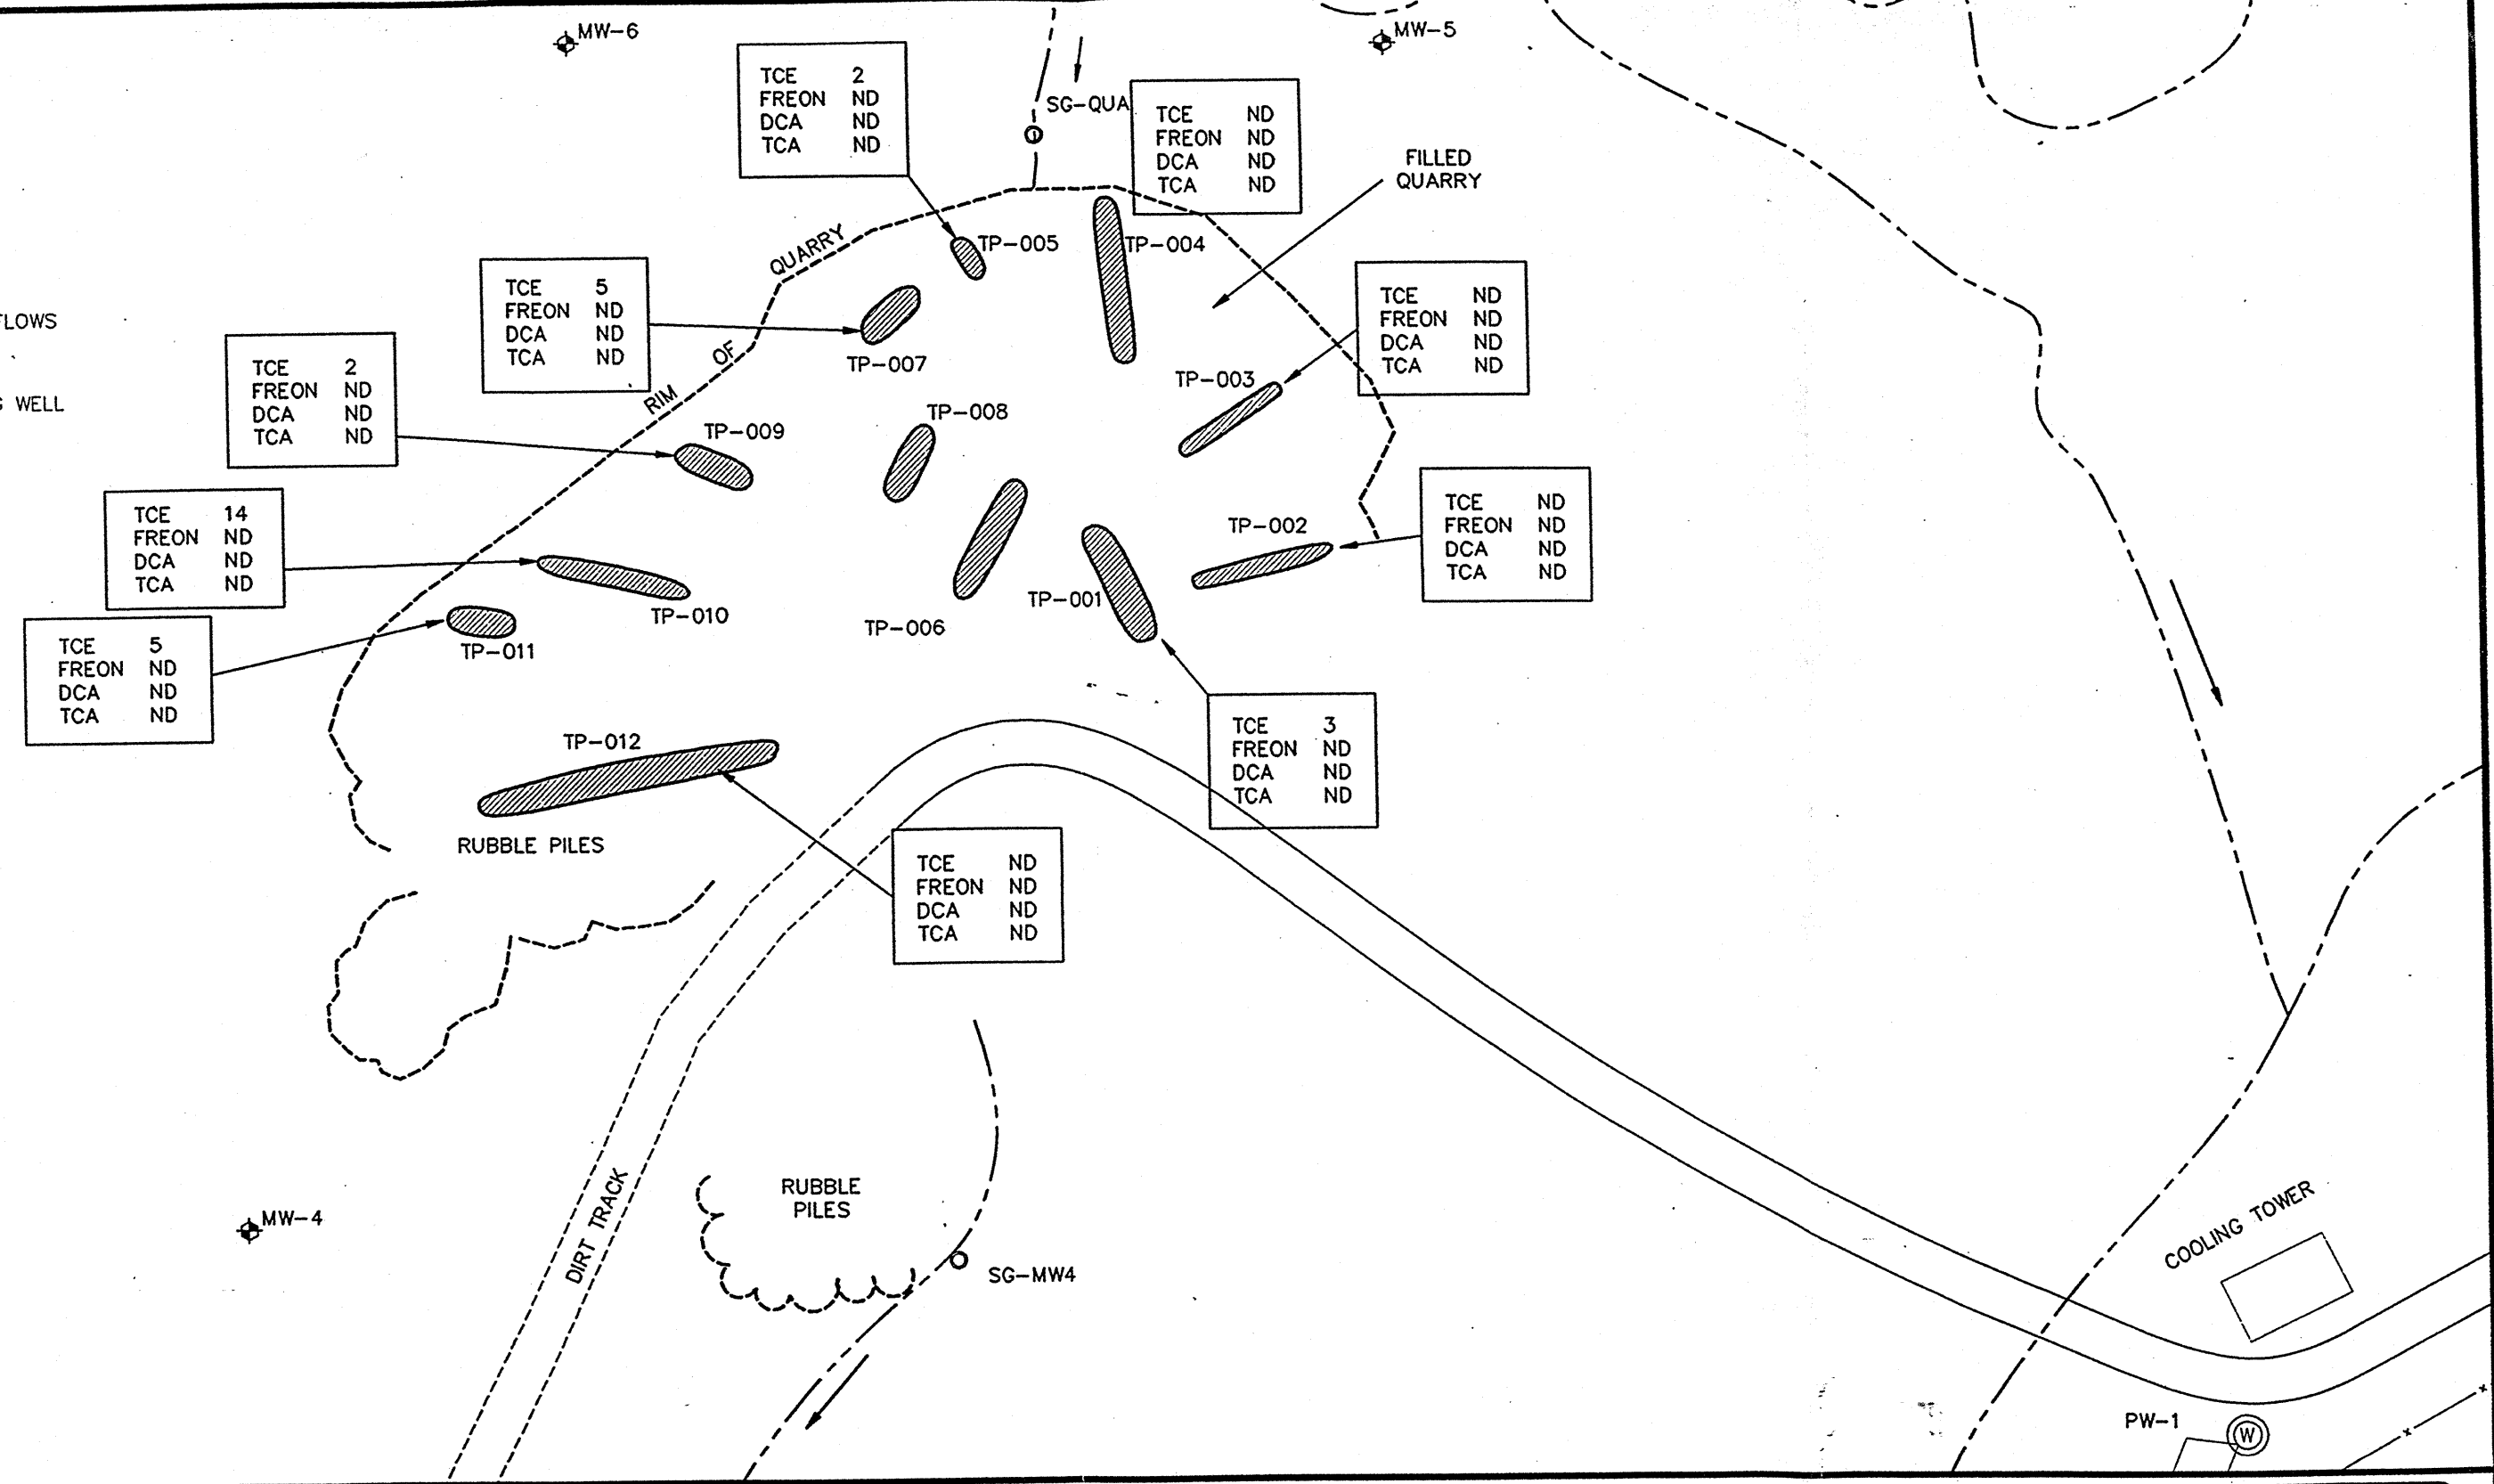 MW-6
MW-5
TCE 2
FREON ND
DCA ND
TCA ND
SG-QUA
TCE ND
FREON ND
DCA ND
TCA ND
FILLED
QUARRY
RIM OF QUARRY
TP-005
TP-004
TCE 5
FREON ND
DCA ND
TCA ND
TCE ND
FREON ND
DCA ND
TCA ND
FLOWS
TP-007
TP-003
TCE 2
FREON ND
DCA ND
TCA ND
WELL
TP-008
TP-009
TCE 14
FREON ND
DCA ND
TCA ND
TCE ND
FREON ND
DCA ND
TCA ND
TP-002
TP-001
TP-010
TP-006
TP-011
TCE 5
FREON ND
DCA ND
TCA ND
TCE 3
FREON ND
DCA ND
TCA ND
TP-012
RUBBLE PILES
TCE ND
FREON ND
DCA ND
TCA ND
DIRT TRACK
RUBBLE
PILES
MW-4
SG-MW4
COOLING TOWER
PW-1
W